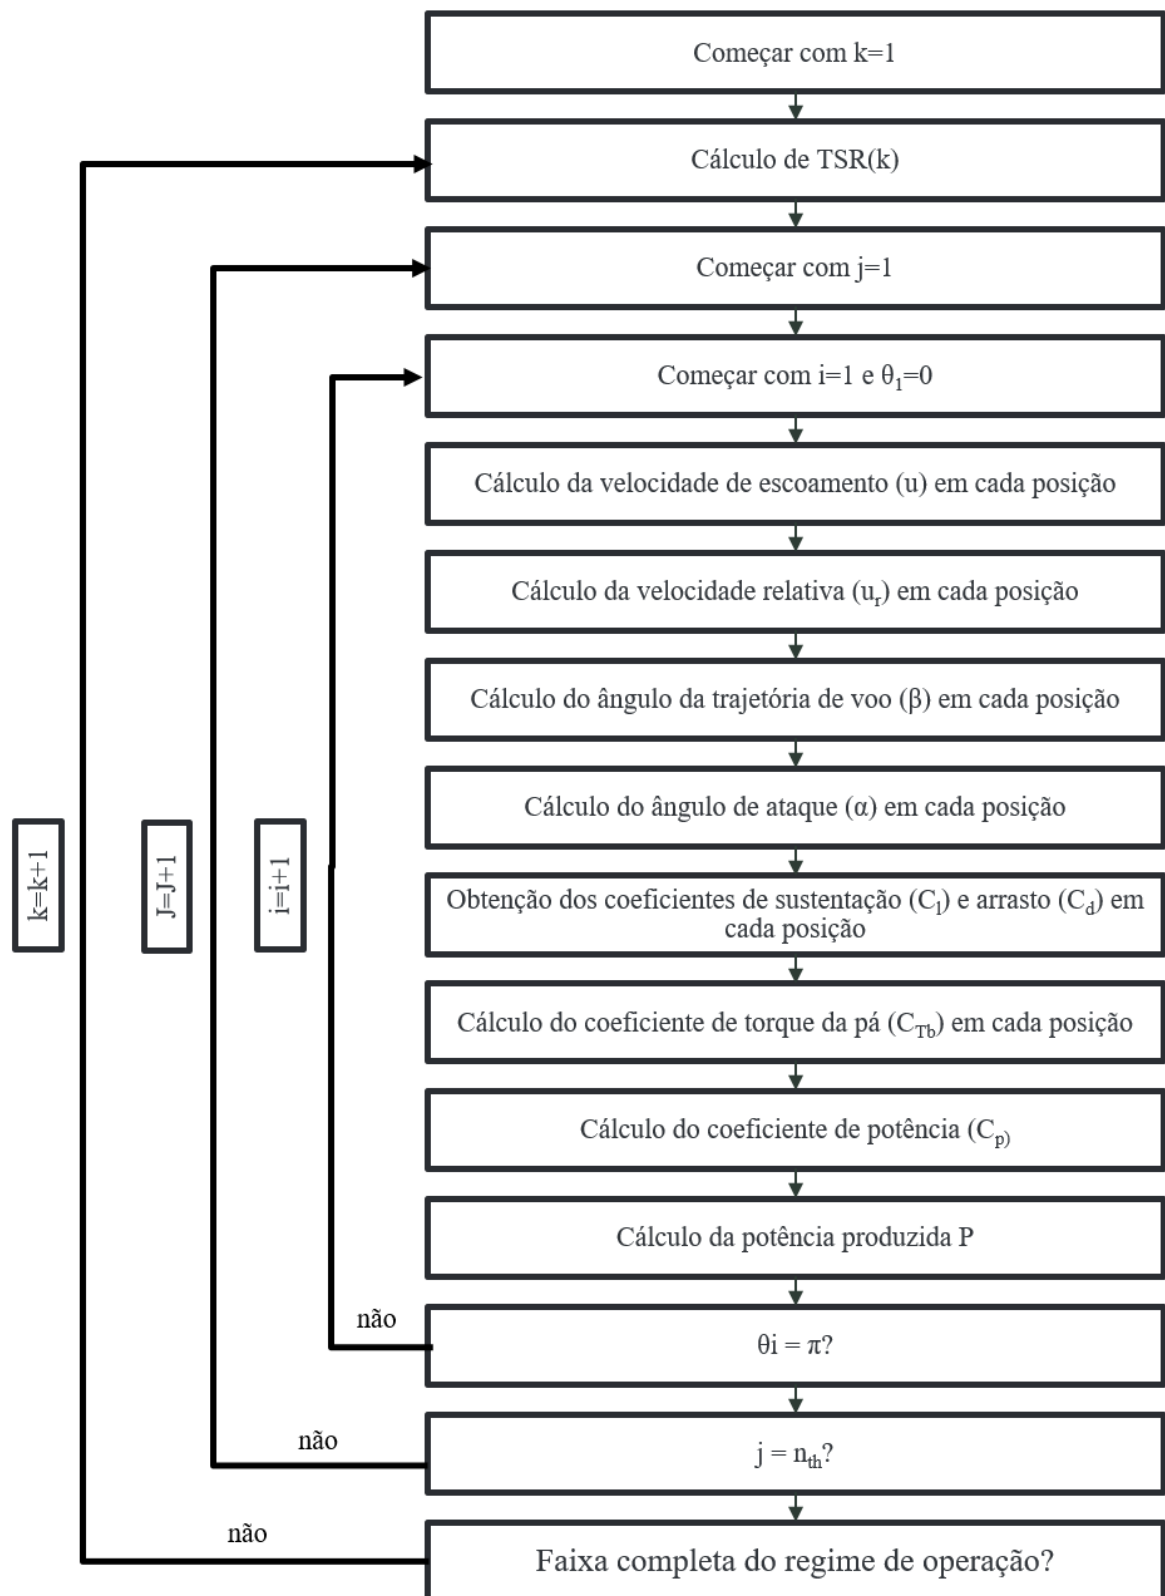 Começar com k=1
Cálculo de TSR(k)
Começar com j=1
Começar com i=1 e θ₁=0
Cálculo da velocidade de escoamento (u) em cada posição
Cálculo da velocidade relativa (uᵣ) em cada posição
Cálculo do ângulo da trajetória de voo (β) em cada posição
Cálculo do ângulo de ataque (α) em cada posição
k=k+1
J=J+1
i=i+1
Obtenção dos coeficientes de sustentação (Cₗ) e arrasto (C_d) em
cada posição
Cálculo do coeficiente de torque da pá (C_Tb) em cada posição
Cálculo do coeficiente de potência (C_p)
Cálculo da potência produzida P
não
θi = π?
não
j = n_th?
não
Faixa completa do regime de operação?